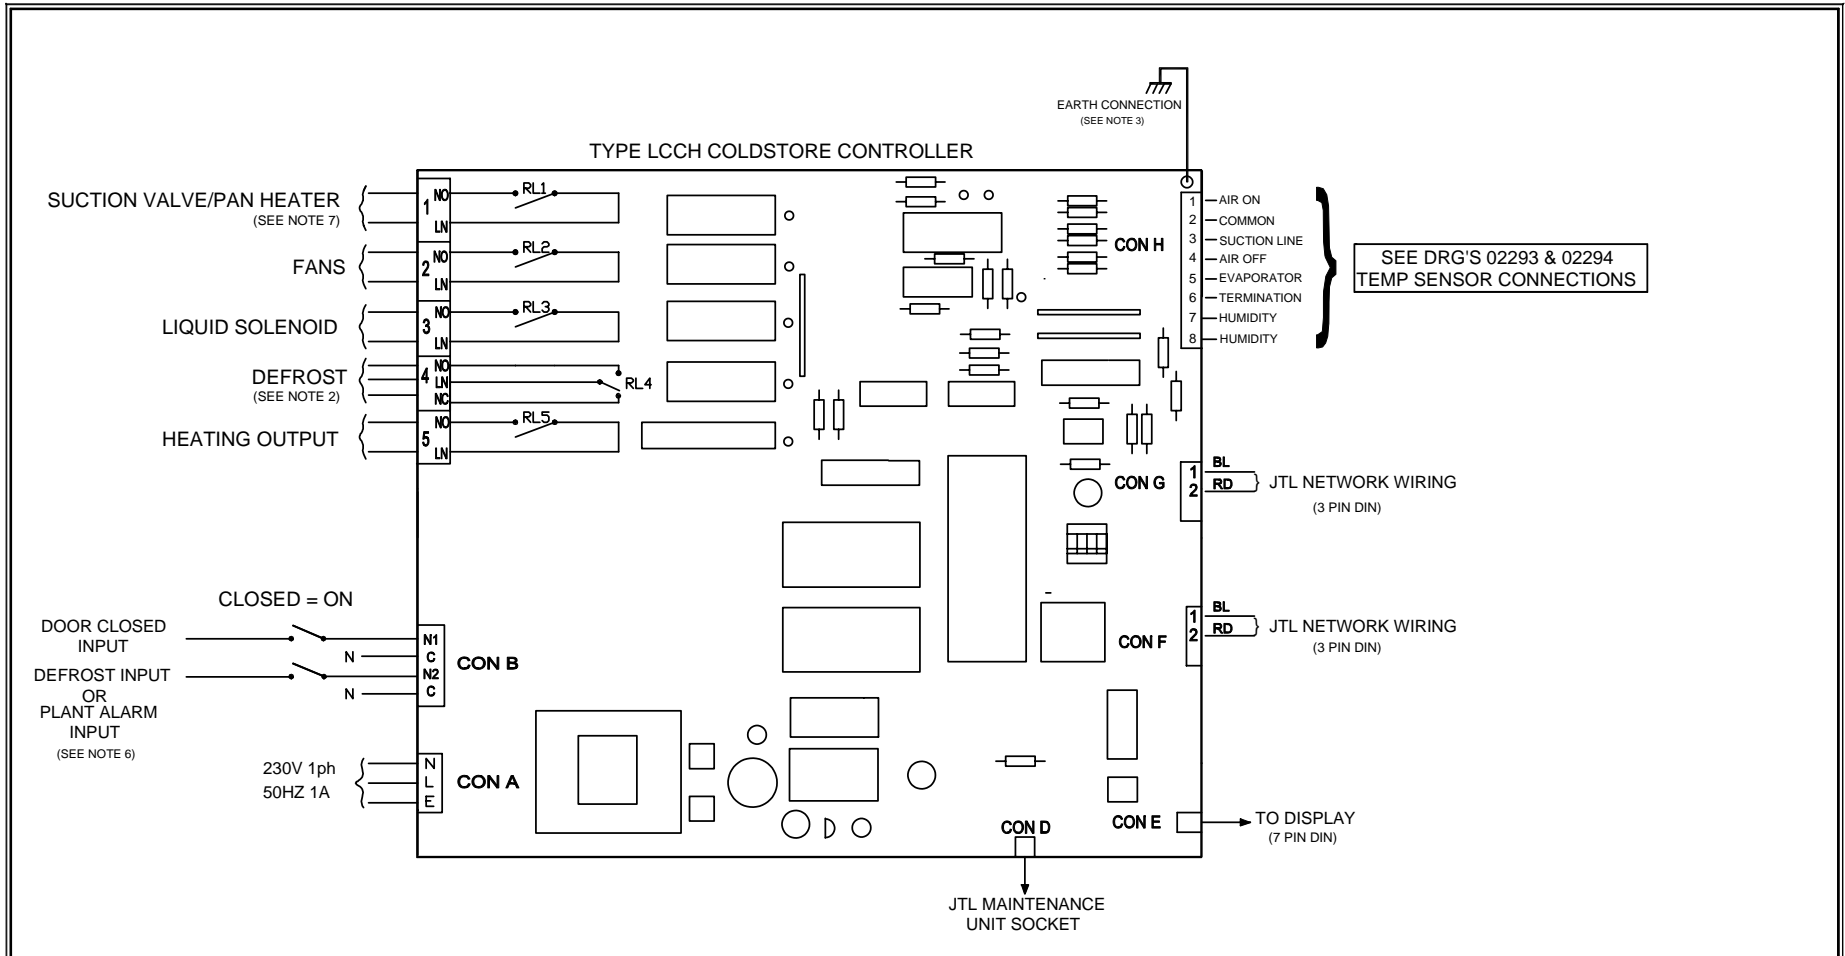 EARTH CONNECTION
(SEE NOTE 3)
TYPE LCCH COLDSTORE CONTROLLER
SUCTION VALVE/PAN HEATER
(SEE NOTE 7)
1
NO
LN
RL1
FANS
2
NO
LN
RL2
LIQUID SOLENOID
3
NO
LN
RL3
DEFROST
(SEE NOTE 2)
4
NO
LN
NC
RL4
HEATING OUTPUT
5
NO
LN
RL5
CON H
1 AIR ON
2 COMMON
3 SUCTION LINE
4 AIR OFF
5 EVAPORATOR
6 TERMINATION
7 HUMIDITY
8 HUMIDITY
SEE DRG'S 02293 & 02294
TEMP SENSOR CONNECTIONS
CON G
1 BL
2 RD
JTL NETWORK WIRING
(3 PIN DIN)
CLOSED = ON
DOOR CLOSED
INPUT
N
DEFROST INPUT
OR
PLANT ALARM
INPUT
(SEE NOTE 6)
N
N1
C
N2
C
CON B
CON F
1 BL
2 RD
JTL NETWORK WIRING
(3 PIN DIN)
230V 1ph
50HZ 1A
N
L
E
CON A
CON D
CON E
TO DISPLAY
(7 PIN DIN)
JTL MAINTENANCE
UNIT SOCKET